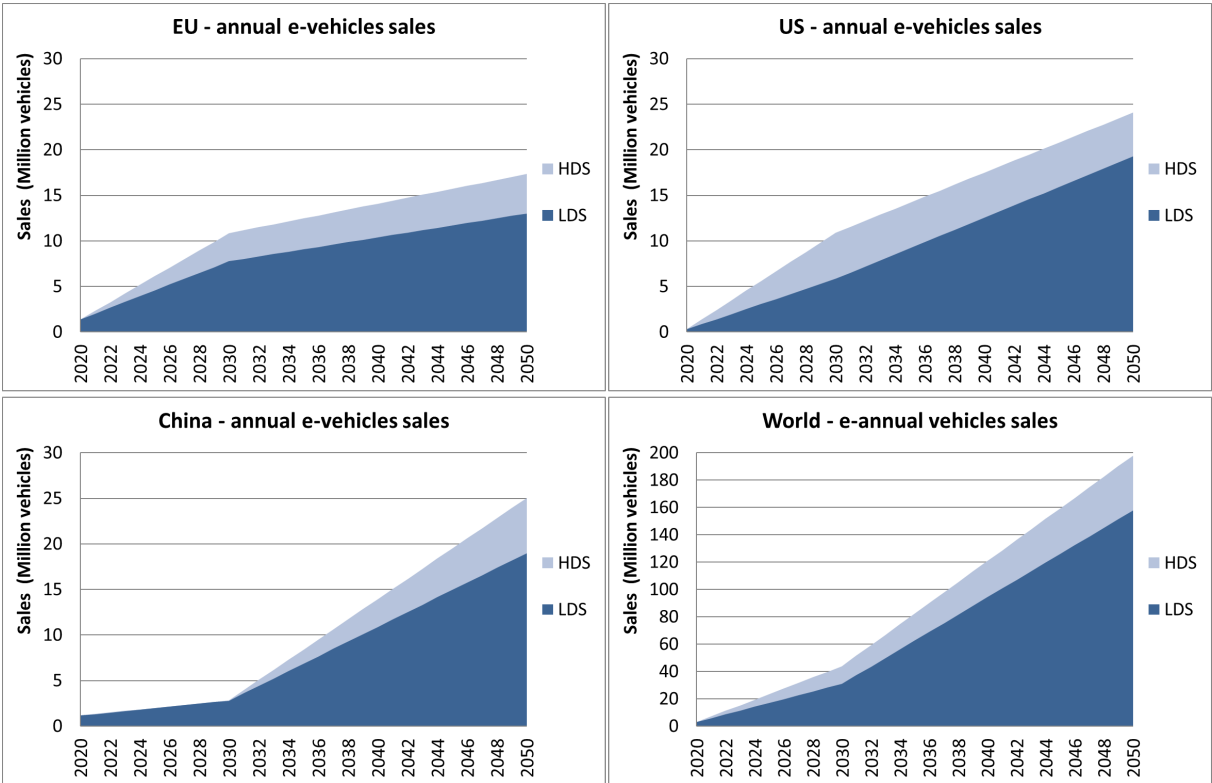 EU - annual e-vehicles sales
Sales (Million vehicles)
30
25
20
15
10
5
0
2020 2022 2024 2026 2028 2030 2032 2034 2036 2038 2040 2042 2044 2046 2048 2050
HDS
LDS
US - annual e-vehicles sales
Sales (Million vehicles)
30
25
20
15
10
5
0
2020 2022 2024 2026 2028 2030 2032 2034 2036 2038 2040 2042 2044 2046 2048 2050
HDS
LDS
China - annual e-vehicles sales
Sales (Million vehicles)
30
25
20
15
10
5
0
2020 2022 2024 2026 2028 2030 2032 2034 2036 2038 2040 2042 2044 2046 2048 2050
HDS
LDS
World - e-annual vehicles sales
Sales (Million vehicles)
200
180
160
140
120
100
80
60
40
20
0
2020 2022 2024 2026 2028 2030 2032 2034 2036 2038 2040 2042 2044 2046 2048 2050
HDS
LDS